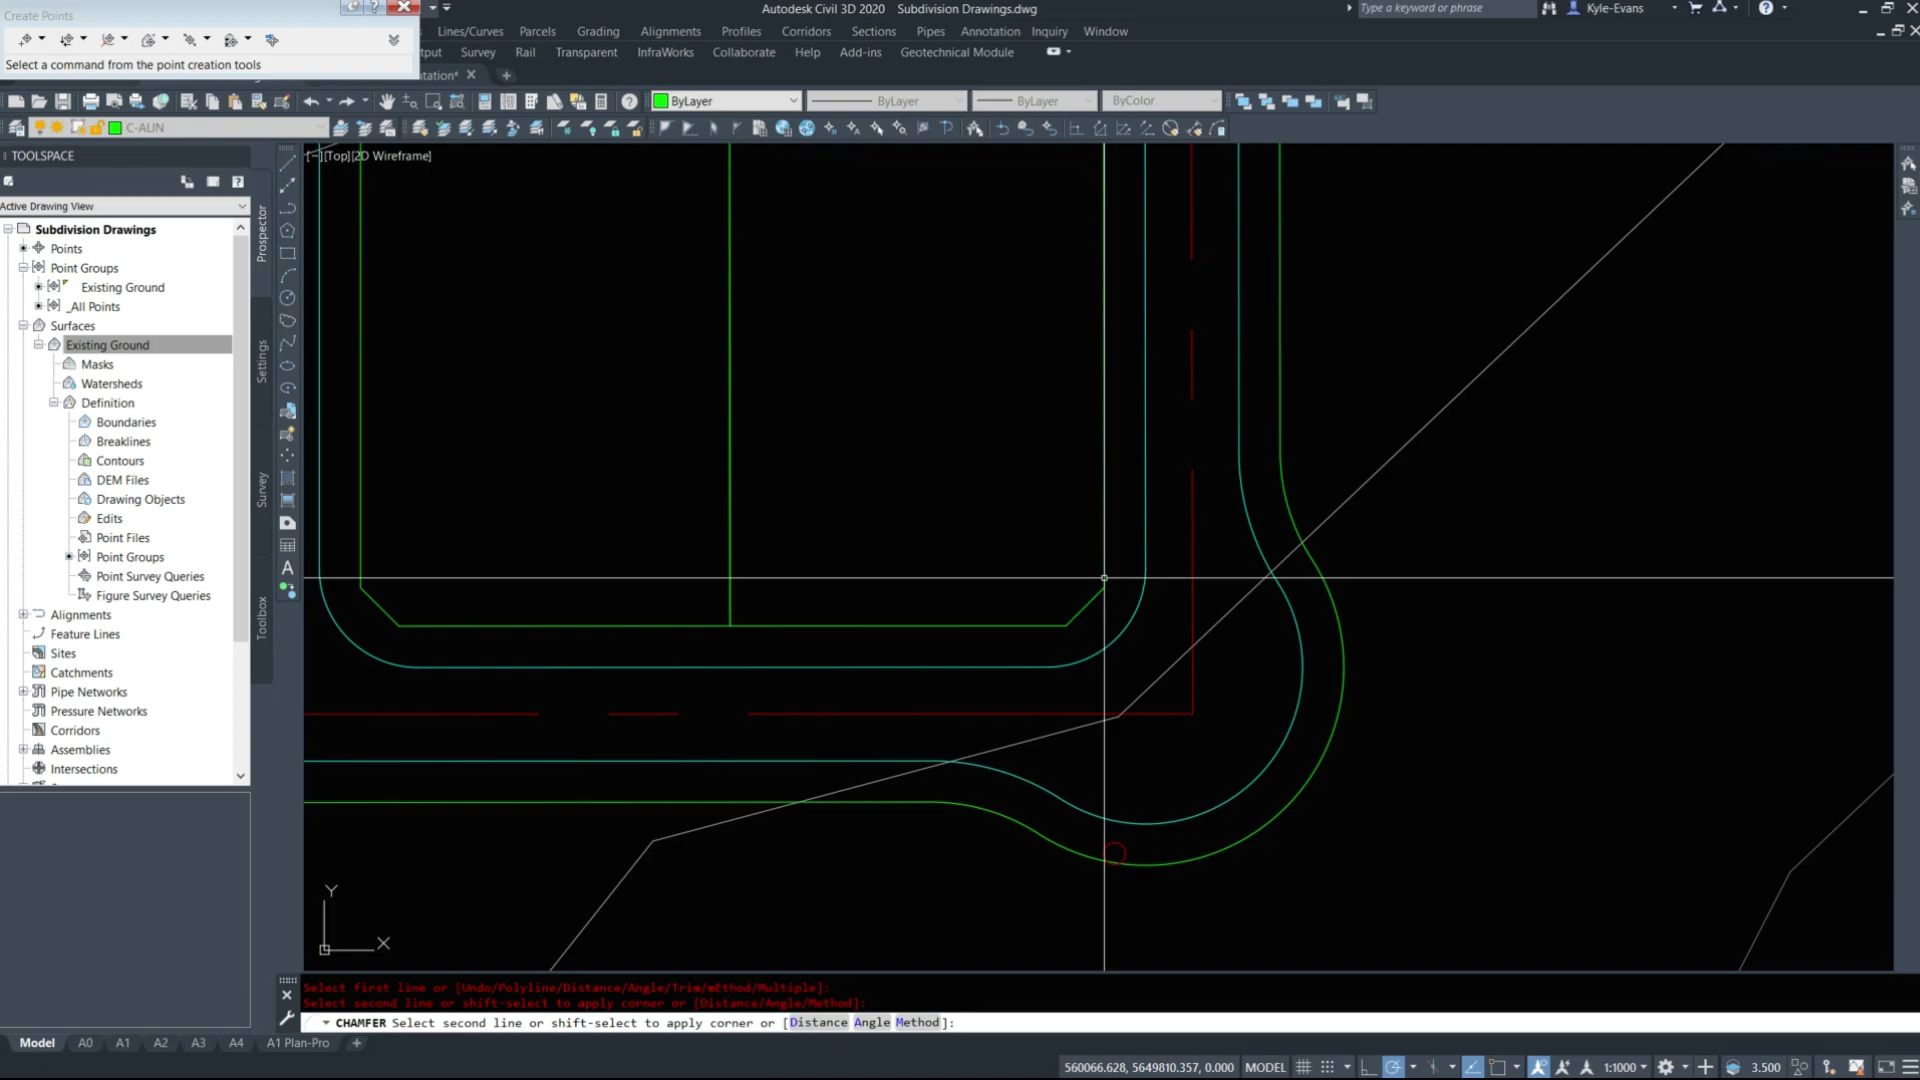 Create Points
Select a command from the point creation tools
Autodesk Civil 3D 2020 Subdivision Drawings.dwg
Type a keyword or phrase
Kyle-Evans
Lines/Curves Parcels Grading Alignments Profiles Corridors Sections Pipes Annotation Inquiry Window
tput Survey Rail Transparent InfraWorks Collaborate Help Add-ins Geotechnical Module
tation*
ByLayer ByLayer ByLayer ByColor
C-ALIN
TOOLSPACE
[−][Top][2D Wireframe]
Active Drawing View
Prospector
Settings
Survey
Toolbox
Subdivision Drawings
Points
Point Groups
Existing Ground
_All Points
Surfaces
Existing Ground
Masks
Watersheds
Definition
Boundaries
Breaklines
Contours
DEM Files
Drawing Objects
Edits
Point Files
Point Groups
Point Survey Queries
Figure Survey Queries
Alignments
Feature Lines
Sites
Catchments
Pipe Networks
Pressure Networks
Corridors
Assemblies
Intersections
A
Y
X
Select first line or [Undo/Polyline/Distance/Angle/Trim/mEthod/Multiple]:
Select second line or shift-select to apply corner or [Distance/Angle/Method]:
CHAMFER Select second line or shift-select to apply corner or [Distance Angle Method]:
Model A0 A1 A2 A3 A4 A1 Plan-Pro +
560066.628, 5649810.357, 0.000 MODEL 1:1000 3.500